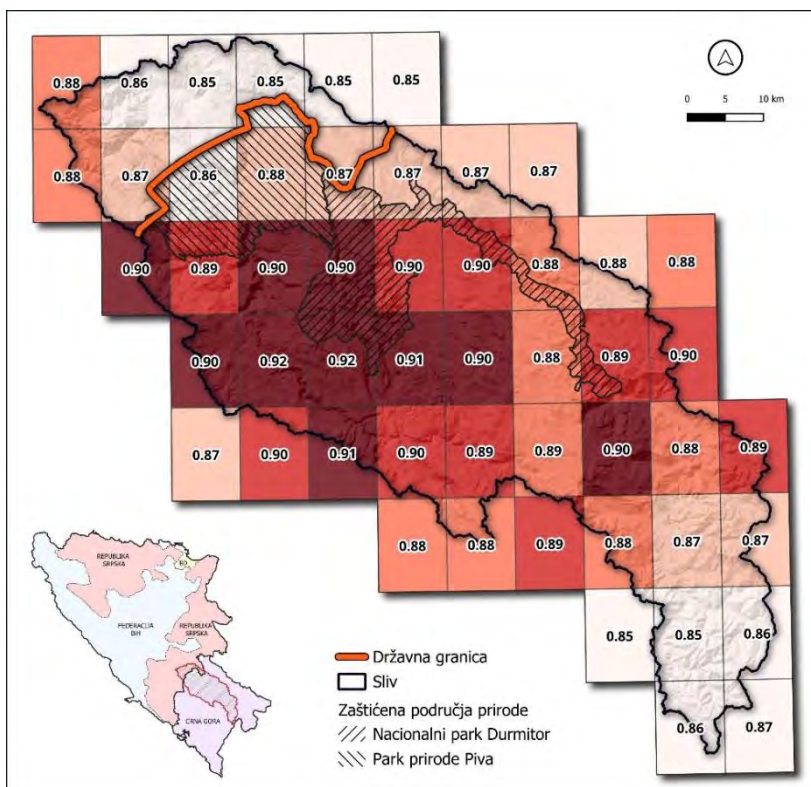 0 5 10 km
0.88 0.86 0.85 0.85 0.85 0.85
0.88 0.87 0.86 0.88 0.87 0.87 0.87 0.87
0.90 0.89 0.90 0.90 0.90 0.90 0.88 0.88 0.88
0.90 0.92 0.92 0.91 0.90 0.88 0.89 0.90
0.87 0.90 0.91 0.90 0.89 0.89 0.90 0.88 0.89
0.88 0.88 0.89 0.88 0.87 0.87
0.85 0.85 0.86
0.86 0.87
REPUBLIKA
SRPSKA
BD
FEDERACIJA
BIH
REPUBLIKA
SRPSKA
CRNA GORA
Državna granica
Sliv
Zaštićena područja prirode
Nacionalni park Durmitor
Park prirode Piva